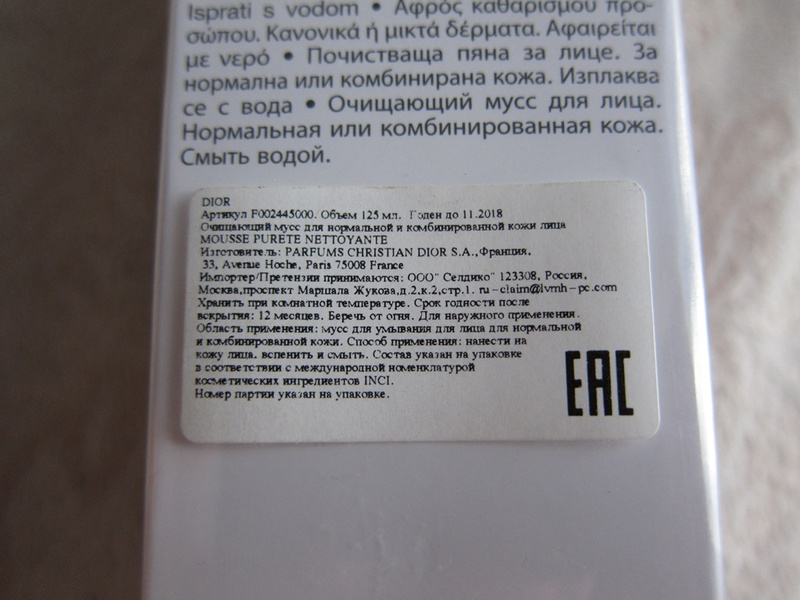 Isprati s vodom • Αφρός καθαρισμού προ-
σώπου. Κανονικά ή μικτά δέρματα. Αφαιρείται
με νερό • Почистваща пяна за лице. За
нормална или комбинирана кожа. Изплаква
се с вода • Очищающий мусс для лица.
Нормальная или комбинированная кожа.
Смыть водой.
DIOR
Артикул F002445000. Объем 125 мл. Годен до 11.2018
Очищающий мусс для нормальной и комбинированной кожи лица
MOUSSE PURETE NETTOYANTE
Изготовитель: PARFUMS CHRISTIAN DIOR S.A.,Франция,
33, Avenue Hoche, Paris 75008 France
Импортер/Претензии принимаются: ООО" Селдико" 123308, Россия,
Москва,проспект Маршала Жукова,д.2,к.2,стр.1. ru-claim@lvmh-pc.com
Хранить при комнатной температуре. Срок годности после
вскрытия: 12 месяцев. Беречь от огня. Для наружного применения.
Область применения: мусс для умывания для лица для нормальной
и комбинированной кожи. Способ применения: нанести на
кожу лица, вспенить и смыть. Состав указан на упаковке
в соответствии с международной номенклатурой
косметических ингредиентов INCI.
Номер партии указан на упаковке.
EAC